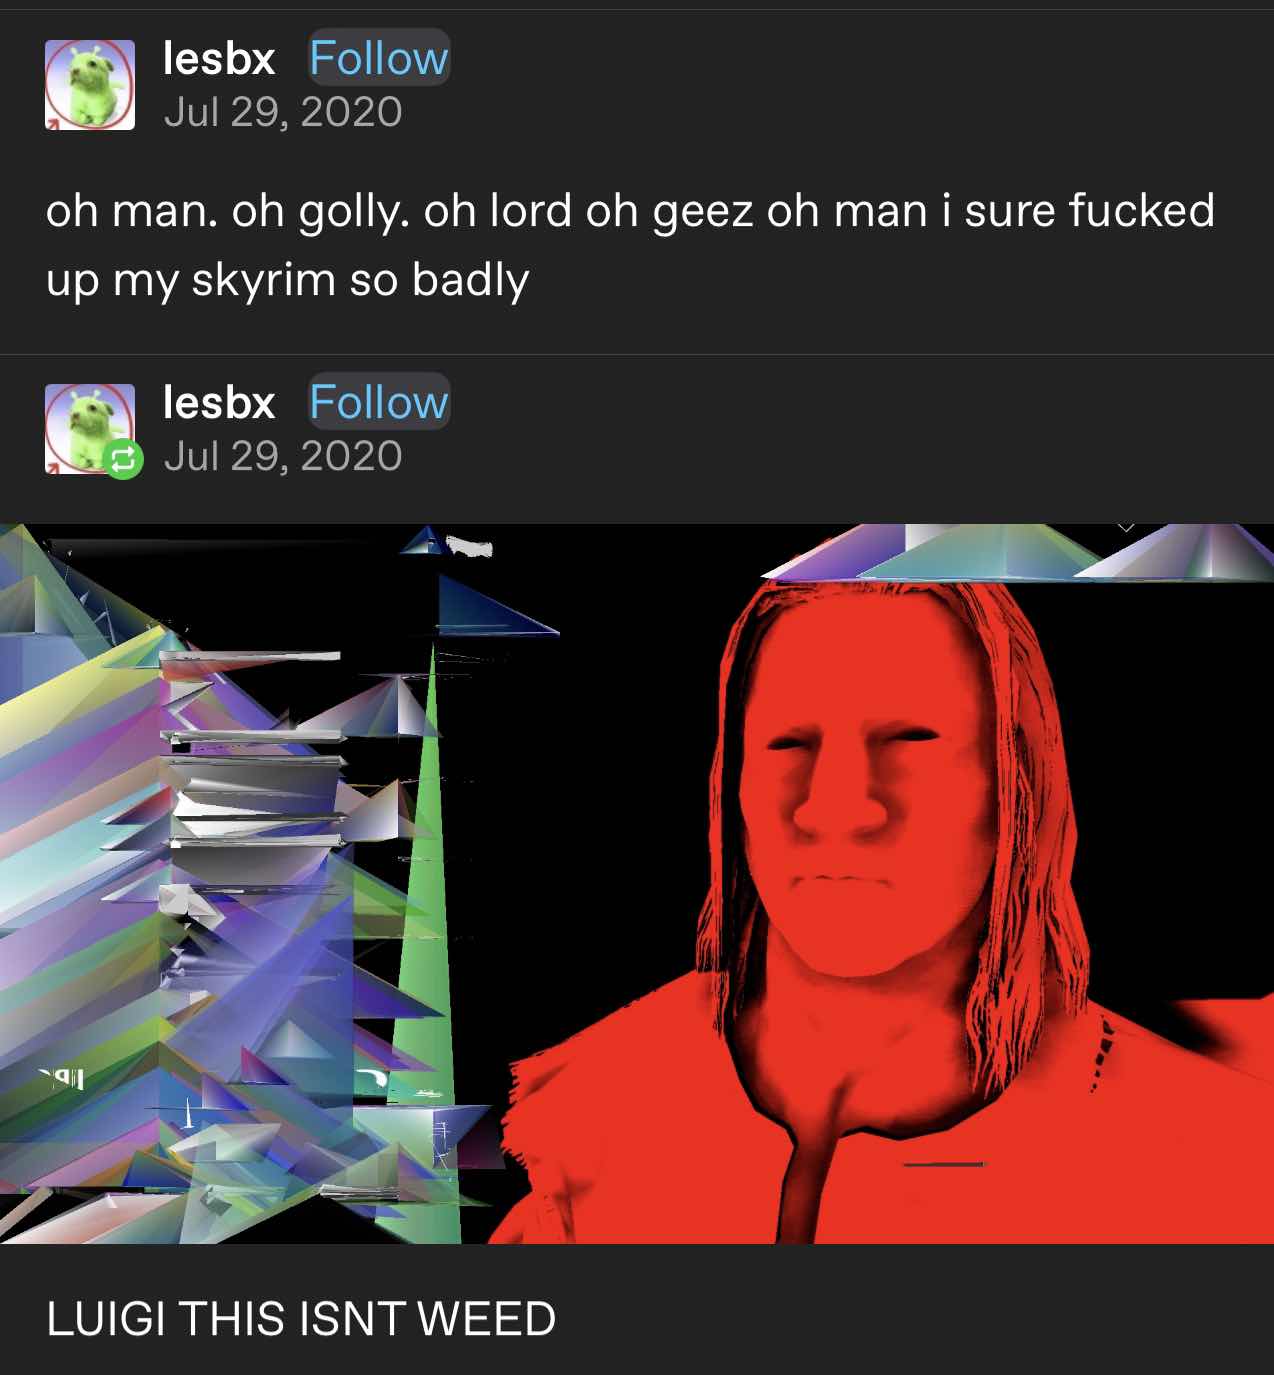 lesbx Follow
Jul 29, 2020
oh man. oh golly. oh lord oh geez oh man i sure fucked
up my skyrim so badly
lesbx Follow
Jul 29, 2020
LUIGI THIS ISNT WEED